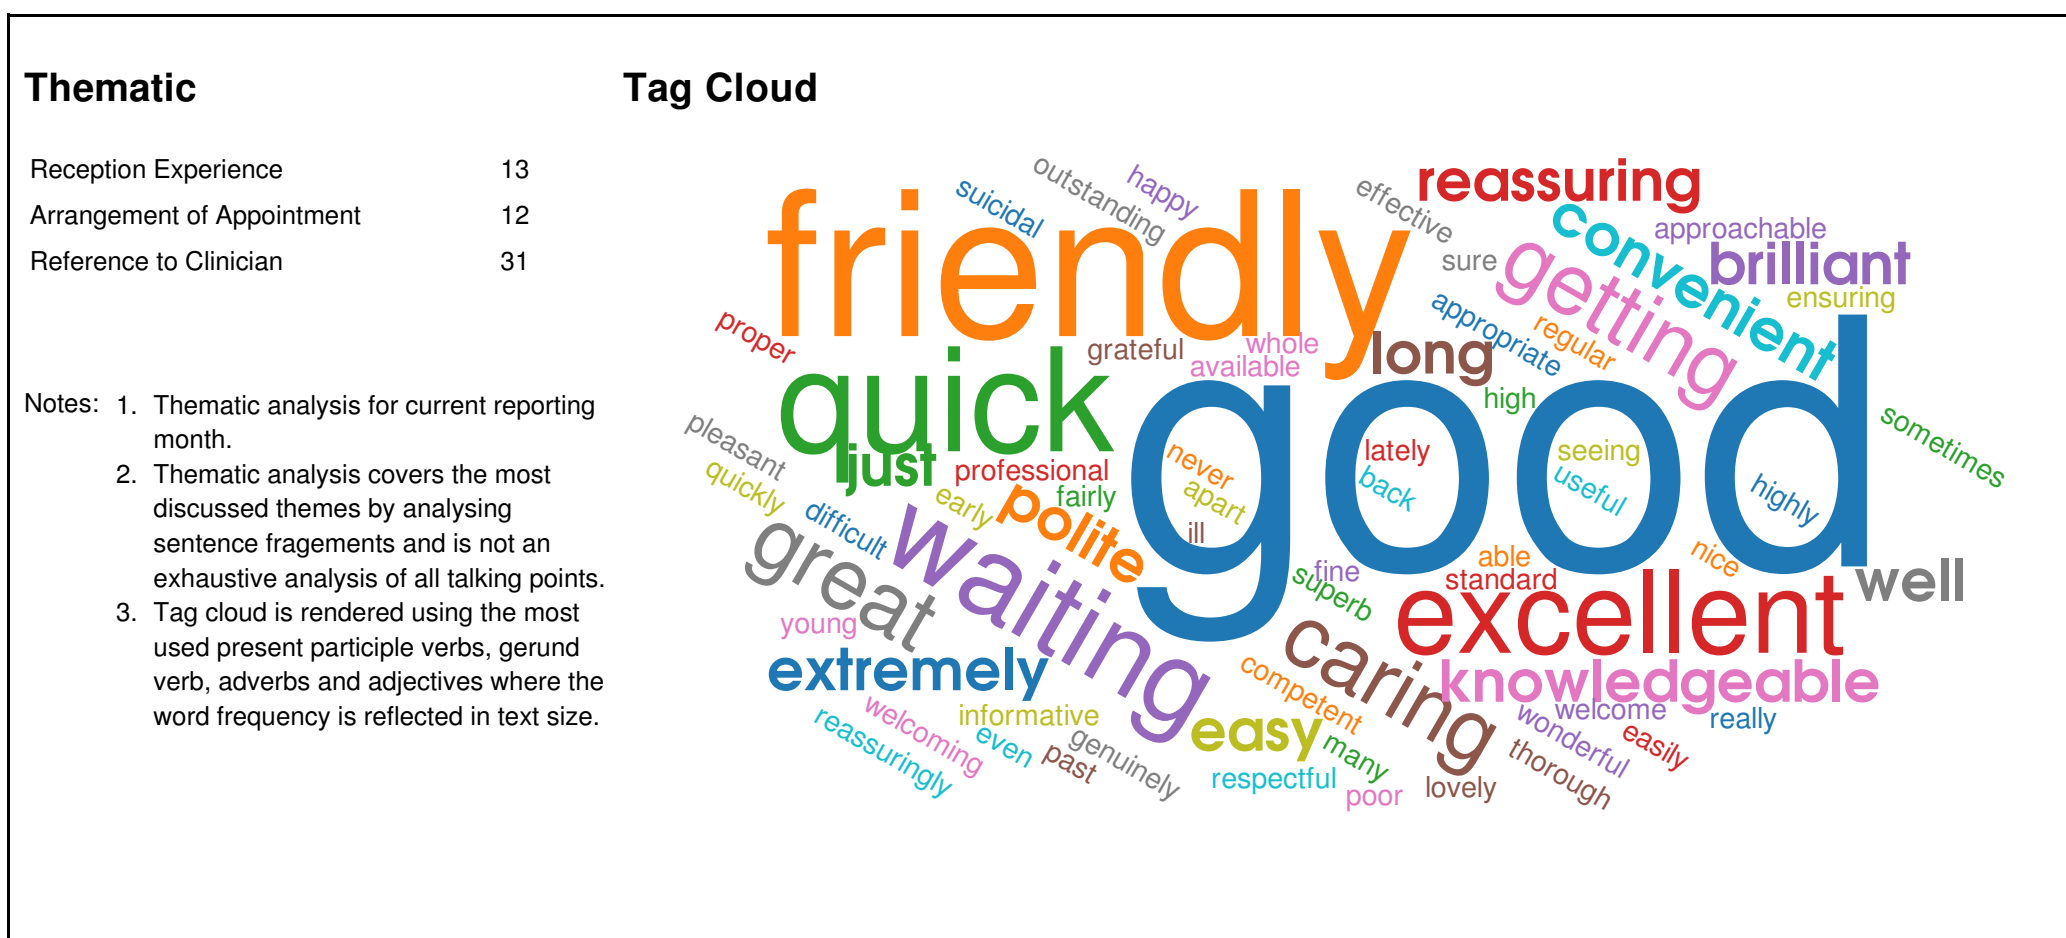 Thematic
Tag Cloud
Reception Experience 13
Arrangement of Appointment 12
Reference to Clinician 31
Notes: 1. Thematic analysis for current reporting
month.
2. Thematic analysis covers the most
discussed themes by analysing
sentence fragements and is not an
exhaustive analysis of all talking points.
3. Tag cloud is rendered using the most
used present participle verbs, gerund
verb, adverbs and adjectives where the
word frequency is reflected in text size.
outstanding
happy
suicidal
friendly
effective
reassuring
convenient
approachable
brilliant
sure
getting
ensuring
appropriate
regular
proper
grateful
whole
available
long
quick
good
high
sometimes
pleasant
quickly
just
professional
fairly
early
polite
never
apart
ill
lately
back
seeing
useful
highly
difficult
waiting
great
able
nice
fine
superb
standard
excellent
well
young
extremely
caring
competent
knowledgeable
welcoming
reassuringly
informative
even
past
genuinely
easy
many
respectful
poor
lovely
wonderful
welcome
easily
really
thorough